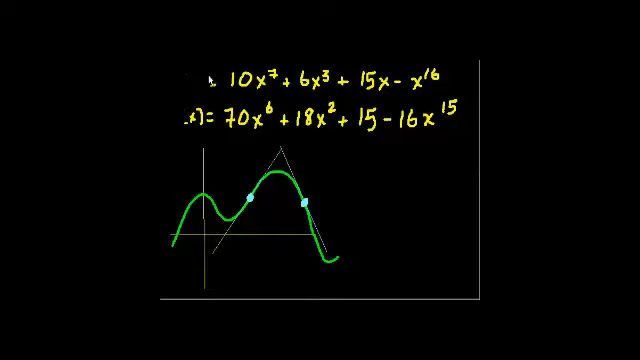 = 10x⁷ + 6x³ + 15x - x¹⁶
x) = 70x⁶ + 18x² + 15 - 16x¹⁵